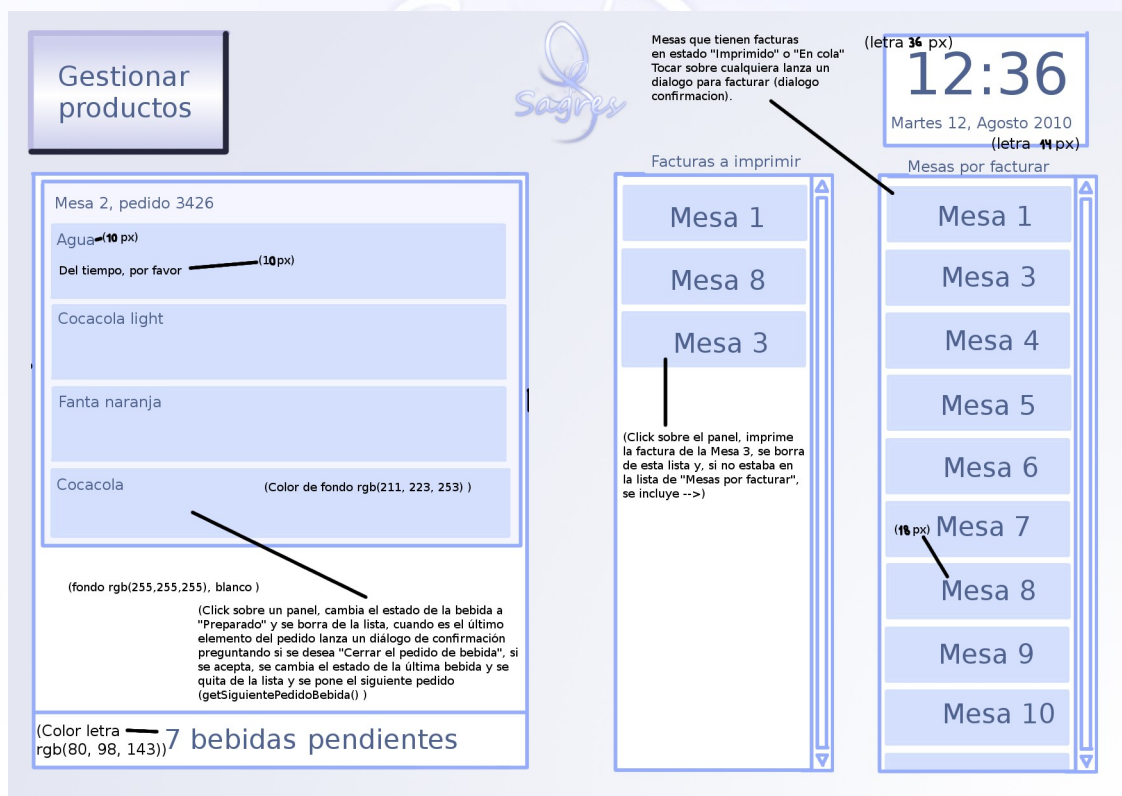 Gestionar
productos
Sagres
Mesas que tienen facturas
en estado "Imprimido" o "En cola"
Tocar sobre cualquiera lanza un
dialogo para facturar (dialogo
confirmacion).
(letra 36 px)
12:36
Martes 12, Agosto 2010
(letra 14 px)
Mesa 2, pedido 3426
Agua
(10 px)
Del tiempo, por favor
(10px)
Cocacola light
Fanta naranja
Cocacola
(Color de fondo rgb(211, 223, 253) )
(fondo rgb(255,255,255), blanco )
(Click sobre un panel, cambia el estado de la bebida a
"Preparado" y se borra de la lista, cuando es el último
elemento del pedido lanza un diálogo de confirmación
preguntando si se desea "Cerrar el pedido de bebida", si
se acepta, se cambia el estado de la última bebida y se
quita de la lista y se pone el siguiente pedido
(getSiguientePedidoBebida() )
(Color letra
rgb(80, 98, 143))
7 bebidas pendientes
Facturas a imprimir
Mesa 1
Mesa 8
Mesa 3
(Click sobre el panel, imprime
la factura de la Mesa 3, se borra
de esta lista y, si no estaba en
la lista de "Mesas por facturar",
se incluye -->)
Mesas por facturar
Mesa 1
Mesa 3
Mesa 4
Mesa 5
Mesa 6
(18 px)
Mesa 7
Mesa 8
Mesa 9
Mesa 10